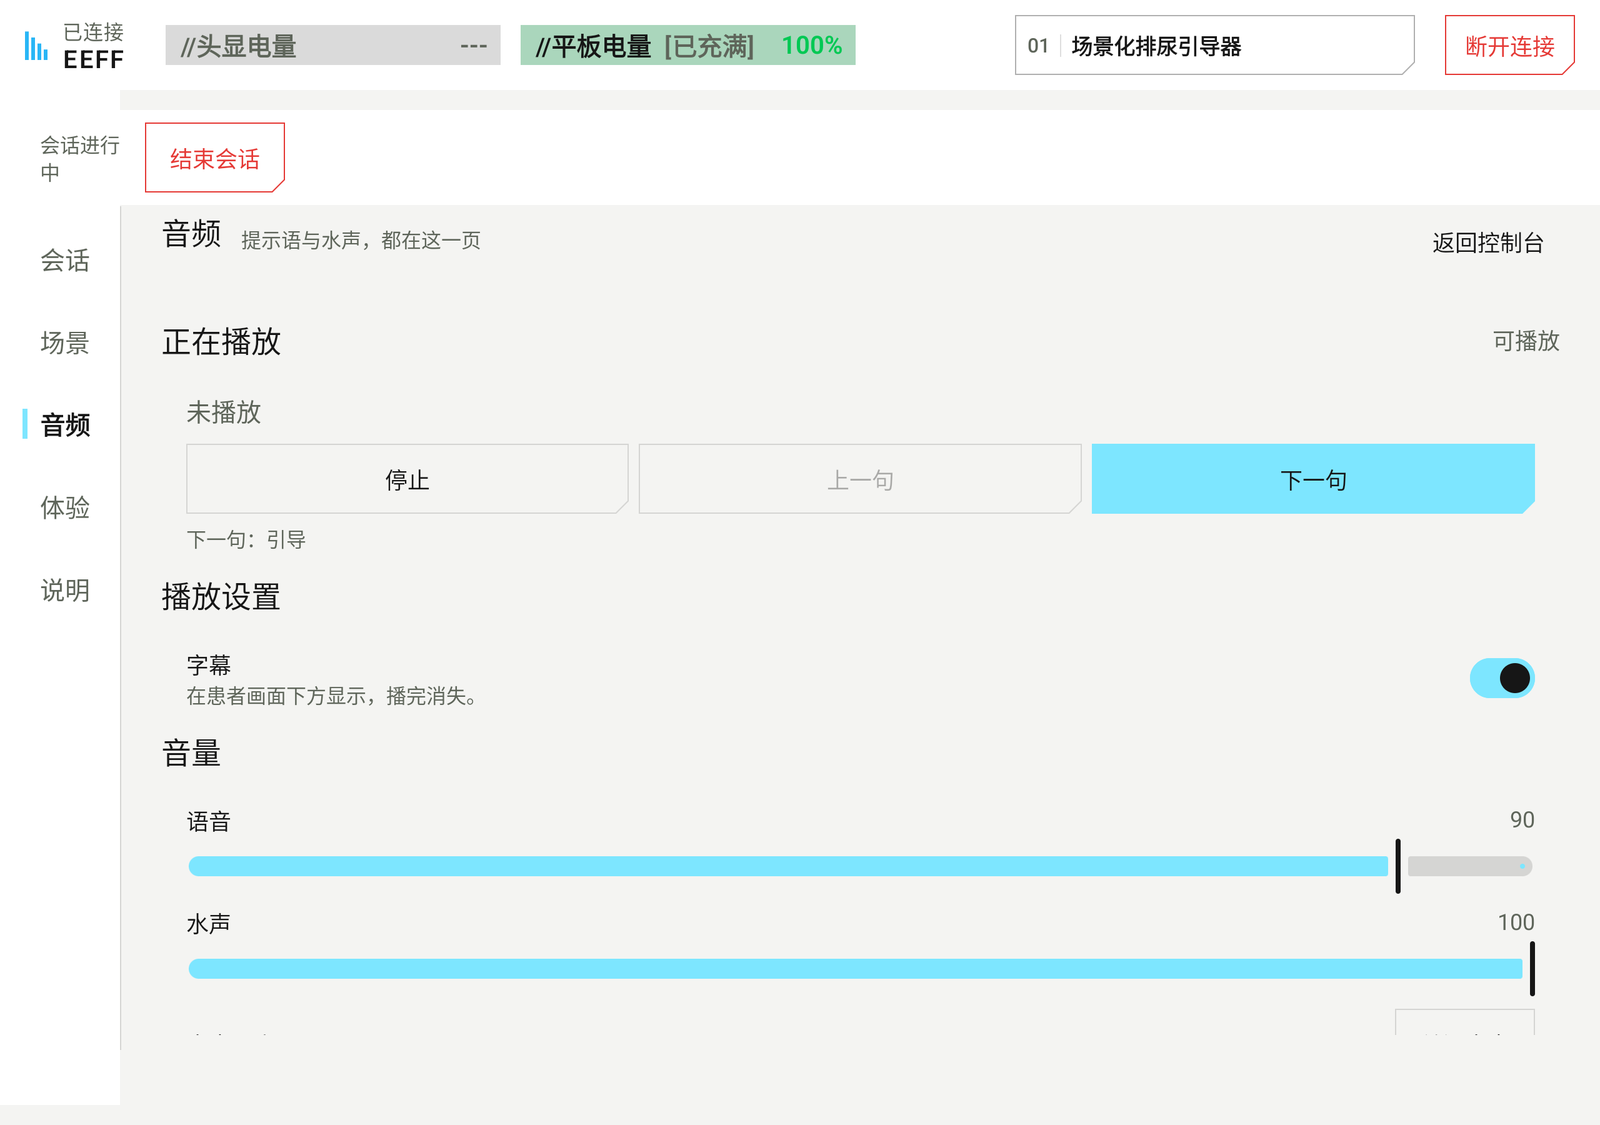 已连接
EEFF
//头显电量 ---
//平板电量 [已充满] 100%
01 场景化排尿引导器
断开连接
会话进行中
结束会话
会话
场景
音频
体验
说明
音频 提示语与水声，都在这一页
返回控制台
正在播放
可播放
未播放
停止
上一句
下一句
下一句：引导
播放设置
字幕
在患者画面下方显示，播完消失。
音量
语音 90
水声 100